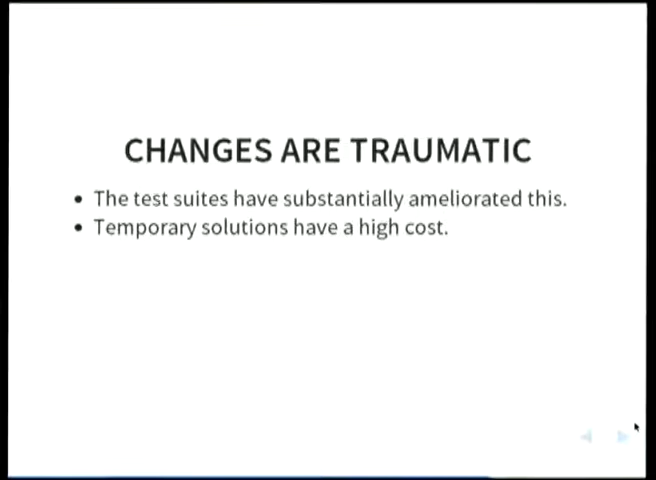 CHANGES ARE TRAUMATIC
• The test suites have substantially ameliorated this.
• Temporary solutions have a high cost.